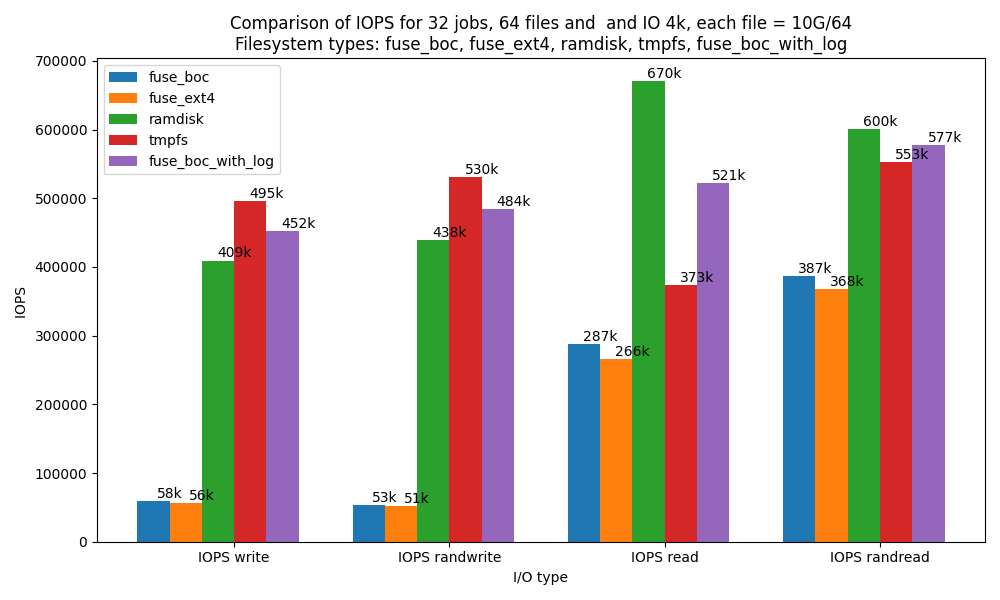 Comparison of IOPS for 32 jobs, 64 files and  and IO 4k, each file = 10G/64
Filesystem types: fuse_boc, fuse_ext4, ramdisk, tmpfs, fuse_boc_with_log
fuse_boc
fuse_ext4
ramdisk
tmpfs
fuse_boc_with_log
IOPS
700000
600000
500000
400000
300000
200000
100000
0
58k
56k
409k
495k
452k
53k
51k
438k
530k
484k
287k
266k
670k
373k
521k
387k
368k
600k
553k
577k
IOPS write
IOPS randwrite
IOPS read
IOPS randread
I/O type